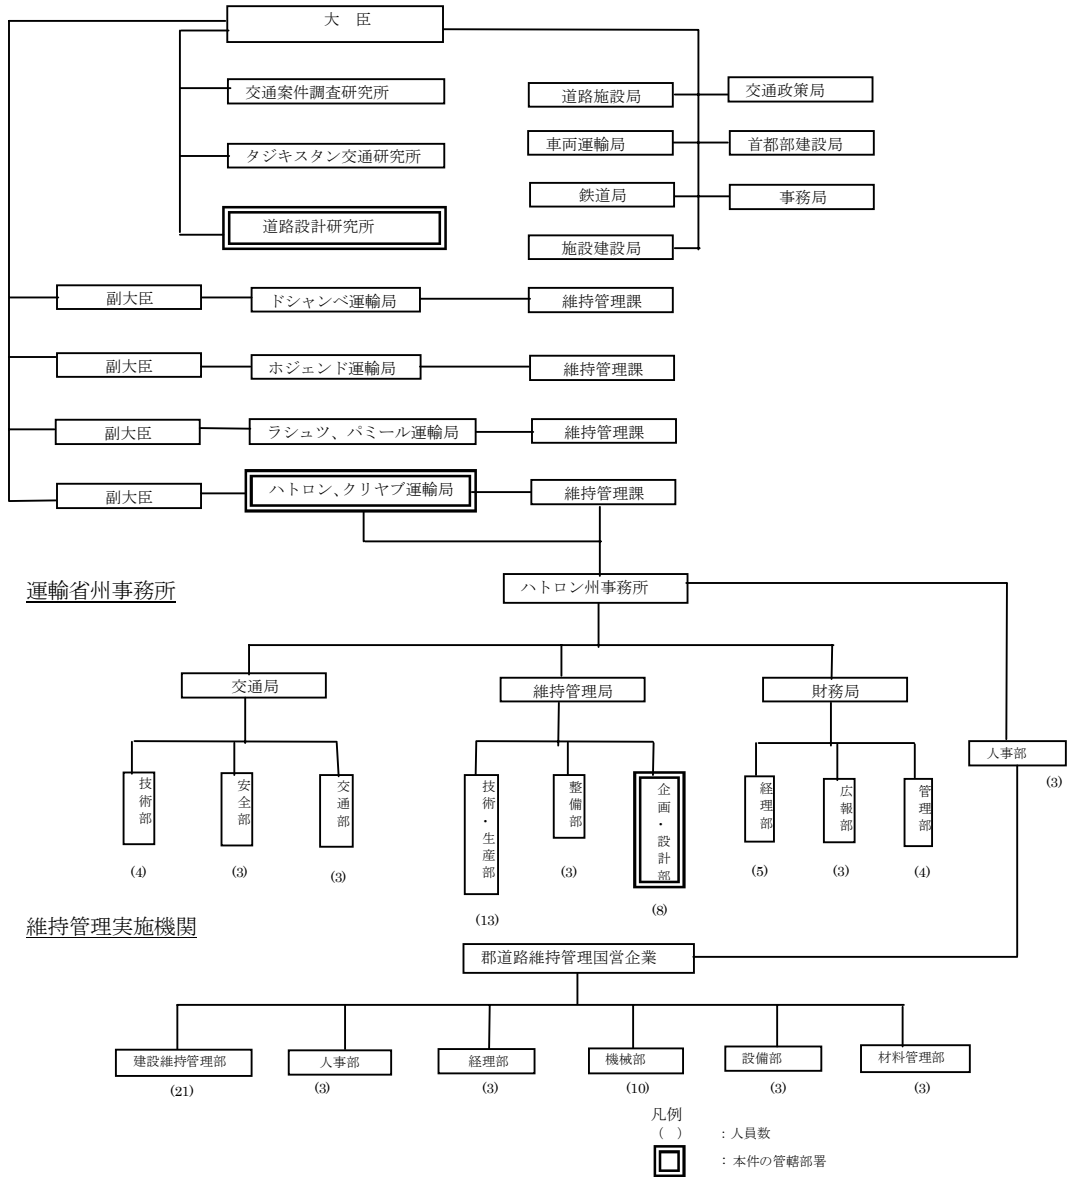 大　臣
交通案件調査研究所
タジキスタン交通研究所
道路設計研究所
道路施設局
交通政策局
車両運輸局
首都部建設局
鉄道局
事務局
施設建設局
副大臣
ドシャンベ運輸局
維持管理課
副大臣
ホジェンド運輸局
維持管理課
副大臣
ラシュツ、パミール運輸局
維持管理課
副大臣
ハトロン、クリヤブ運輸局
維持管理課
運輸省州事務所
ハトロン州事務所
交通局
維持管理局
財務局
人事部
(3)
技術部
(4)
安全部
(3)
交通部
(3)
技術・生産部
(13)
整備部
(3)
企画・設計部
(8)
経理部
(5)
広報部
(3)
管理部
(4)
維持管理実施機関
郡道路維持管理国営企業
建設維持管理部
(21)
人事部
(3)
経理部
(3)
機械部
(10)
設備部
(3)
材料管理部
(3)
凡例
(　)　：人員数
：本件の管轄部署